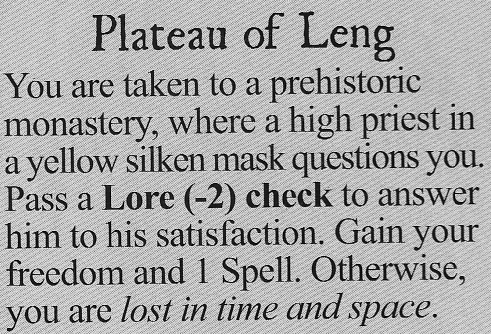 Plateau of Leng
You are taken to a prehistoric
monastery, where a high priest in
a yellow silken mask questions you.
Pass a Lore (-2) check to answer
him to his satisfaction. Gain your
freedom and 1 Spell. Otherwise,
you are lost in time and space.